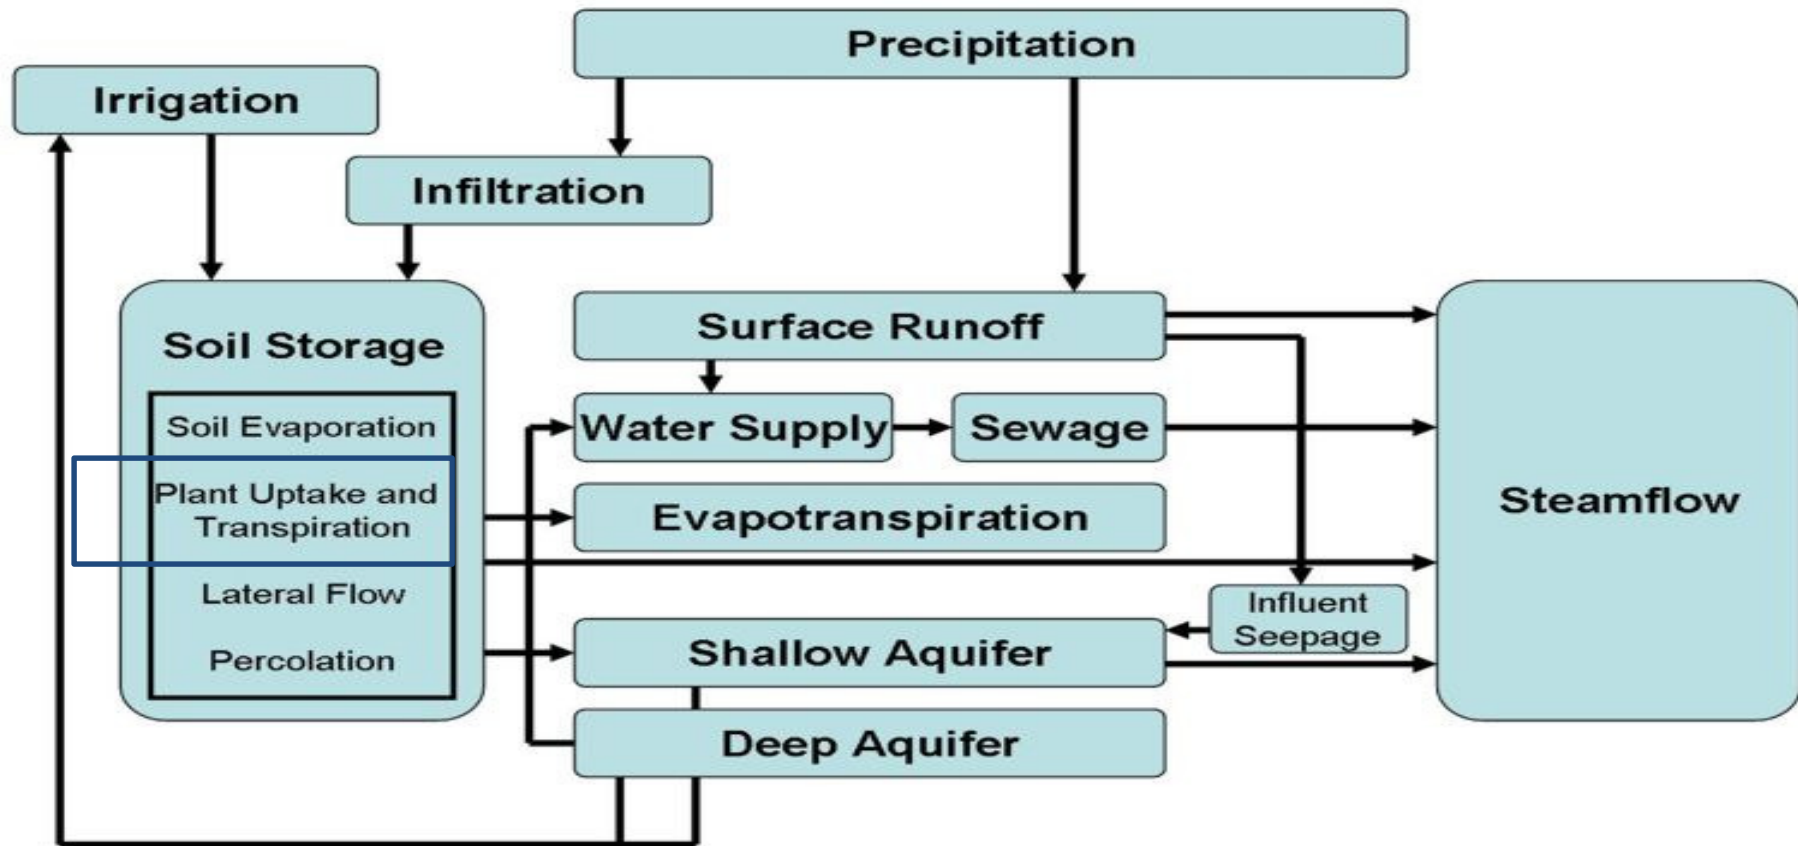 Precipitation
Irrigation
Infiltration
Soil Storage
Soil Evaporation
Plant Uptake and
Transpiration
Lateral Flow
Percolation
Surface Runoff
Water Supply
Sewage
Evapotranspiration
Influent
Seepage
Shallow Aquifer
Deep Aquifer
Steamflow